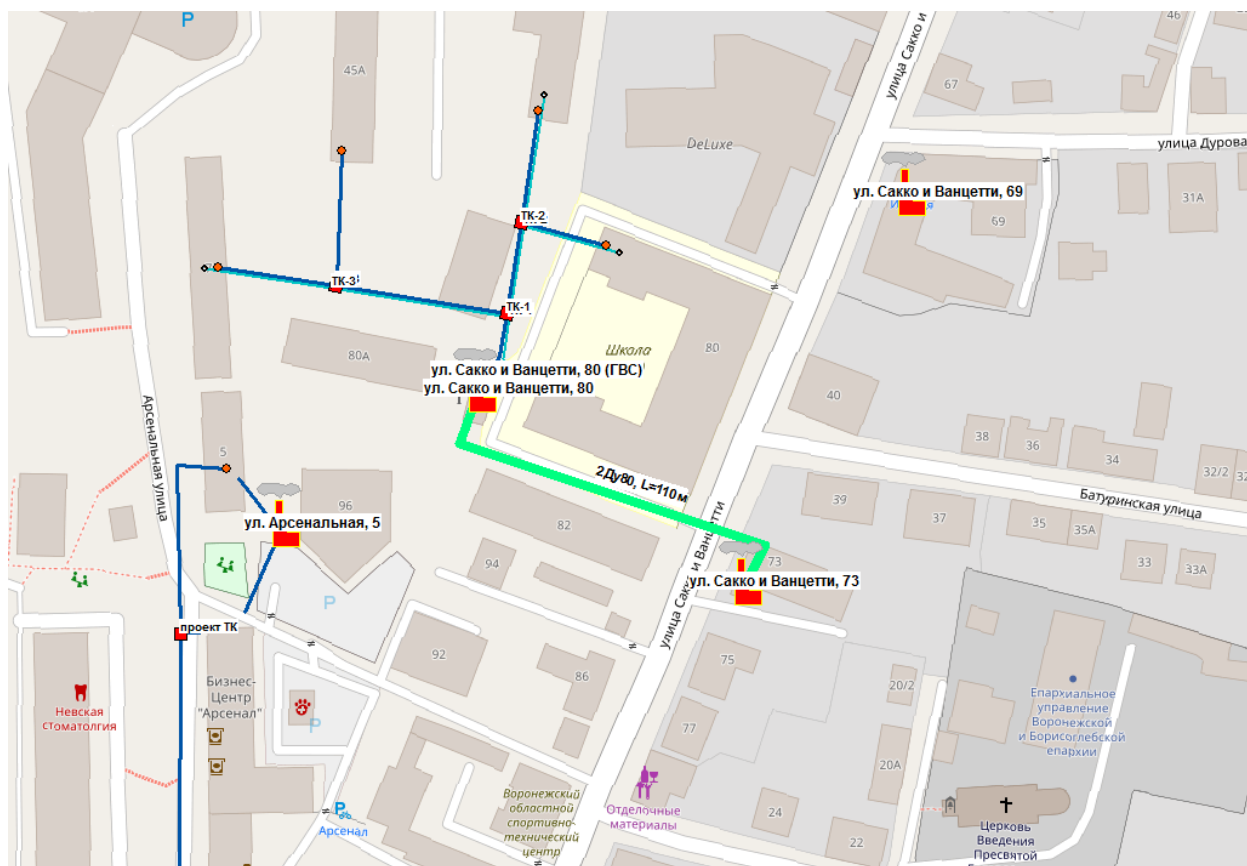 P
45А
46
улица Сакко и
67
улица Дурова
DeLuxe
ул. Сакко и Ванцетти, 69
69
31А
ТК-2
ТК-3
ТК-1
80А
Школа
80
ул. Сакко и Ванцетти, 80 (ГВС)
ул. Сакко и Ванцетти, 80
40
38
36
34
32/2
Арсенальная улица
5
2Ду80, L=110м
Батуринская улица
96
39
37
35
35А
33
33А
ул. Арсенальная, 5
82
94
73
ул. Сакко и Ванцетти, 73
улица Сакко и Ванцетти
P
проект ТК
92
86
75
77
20/2
20А
Бизнес-
Центр
"Арсенал"
P
Невская
стоматолгия
Епархиальное
управление
Воронежской
и Борисоглебской
епархии
P
Арсенал
Воронежский
областной
спортивно-
технический
центр
Отделочные
материалы
24
22
Церковь
Введения
Пресвятой